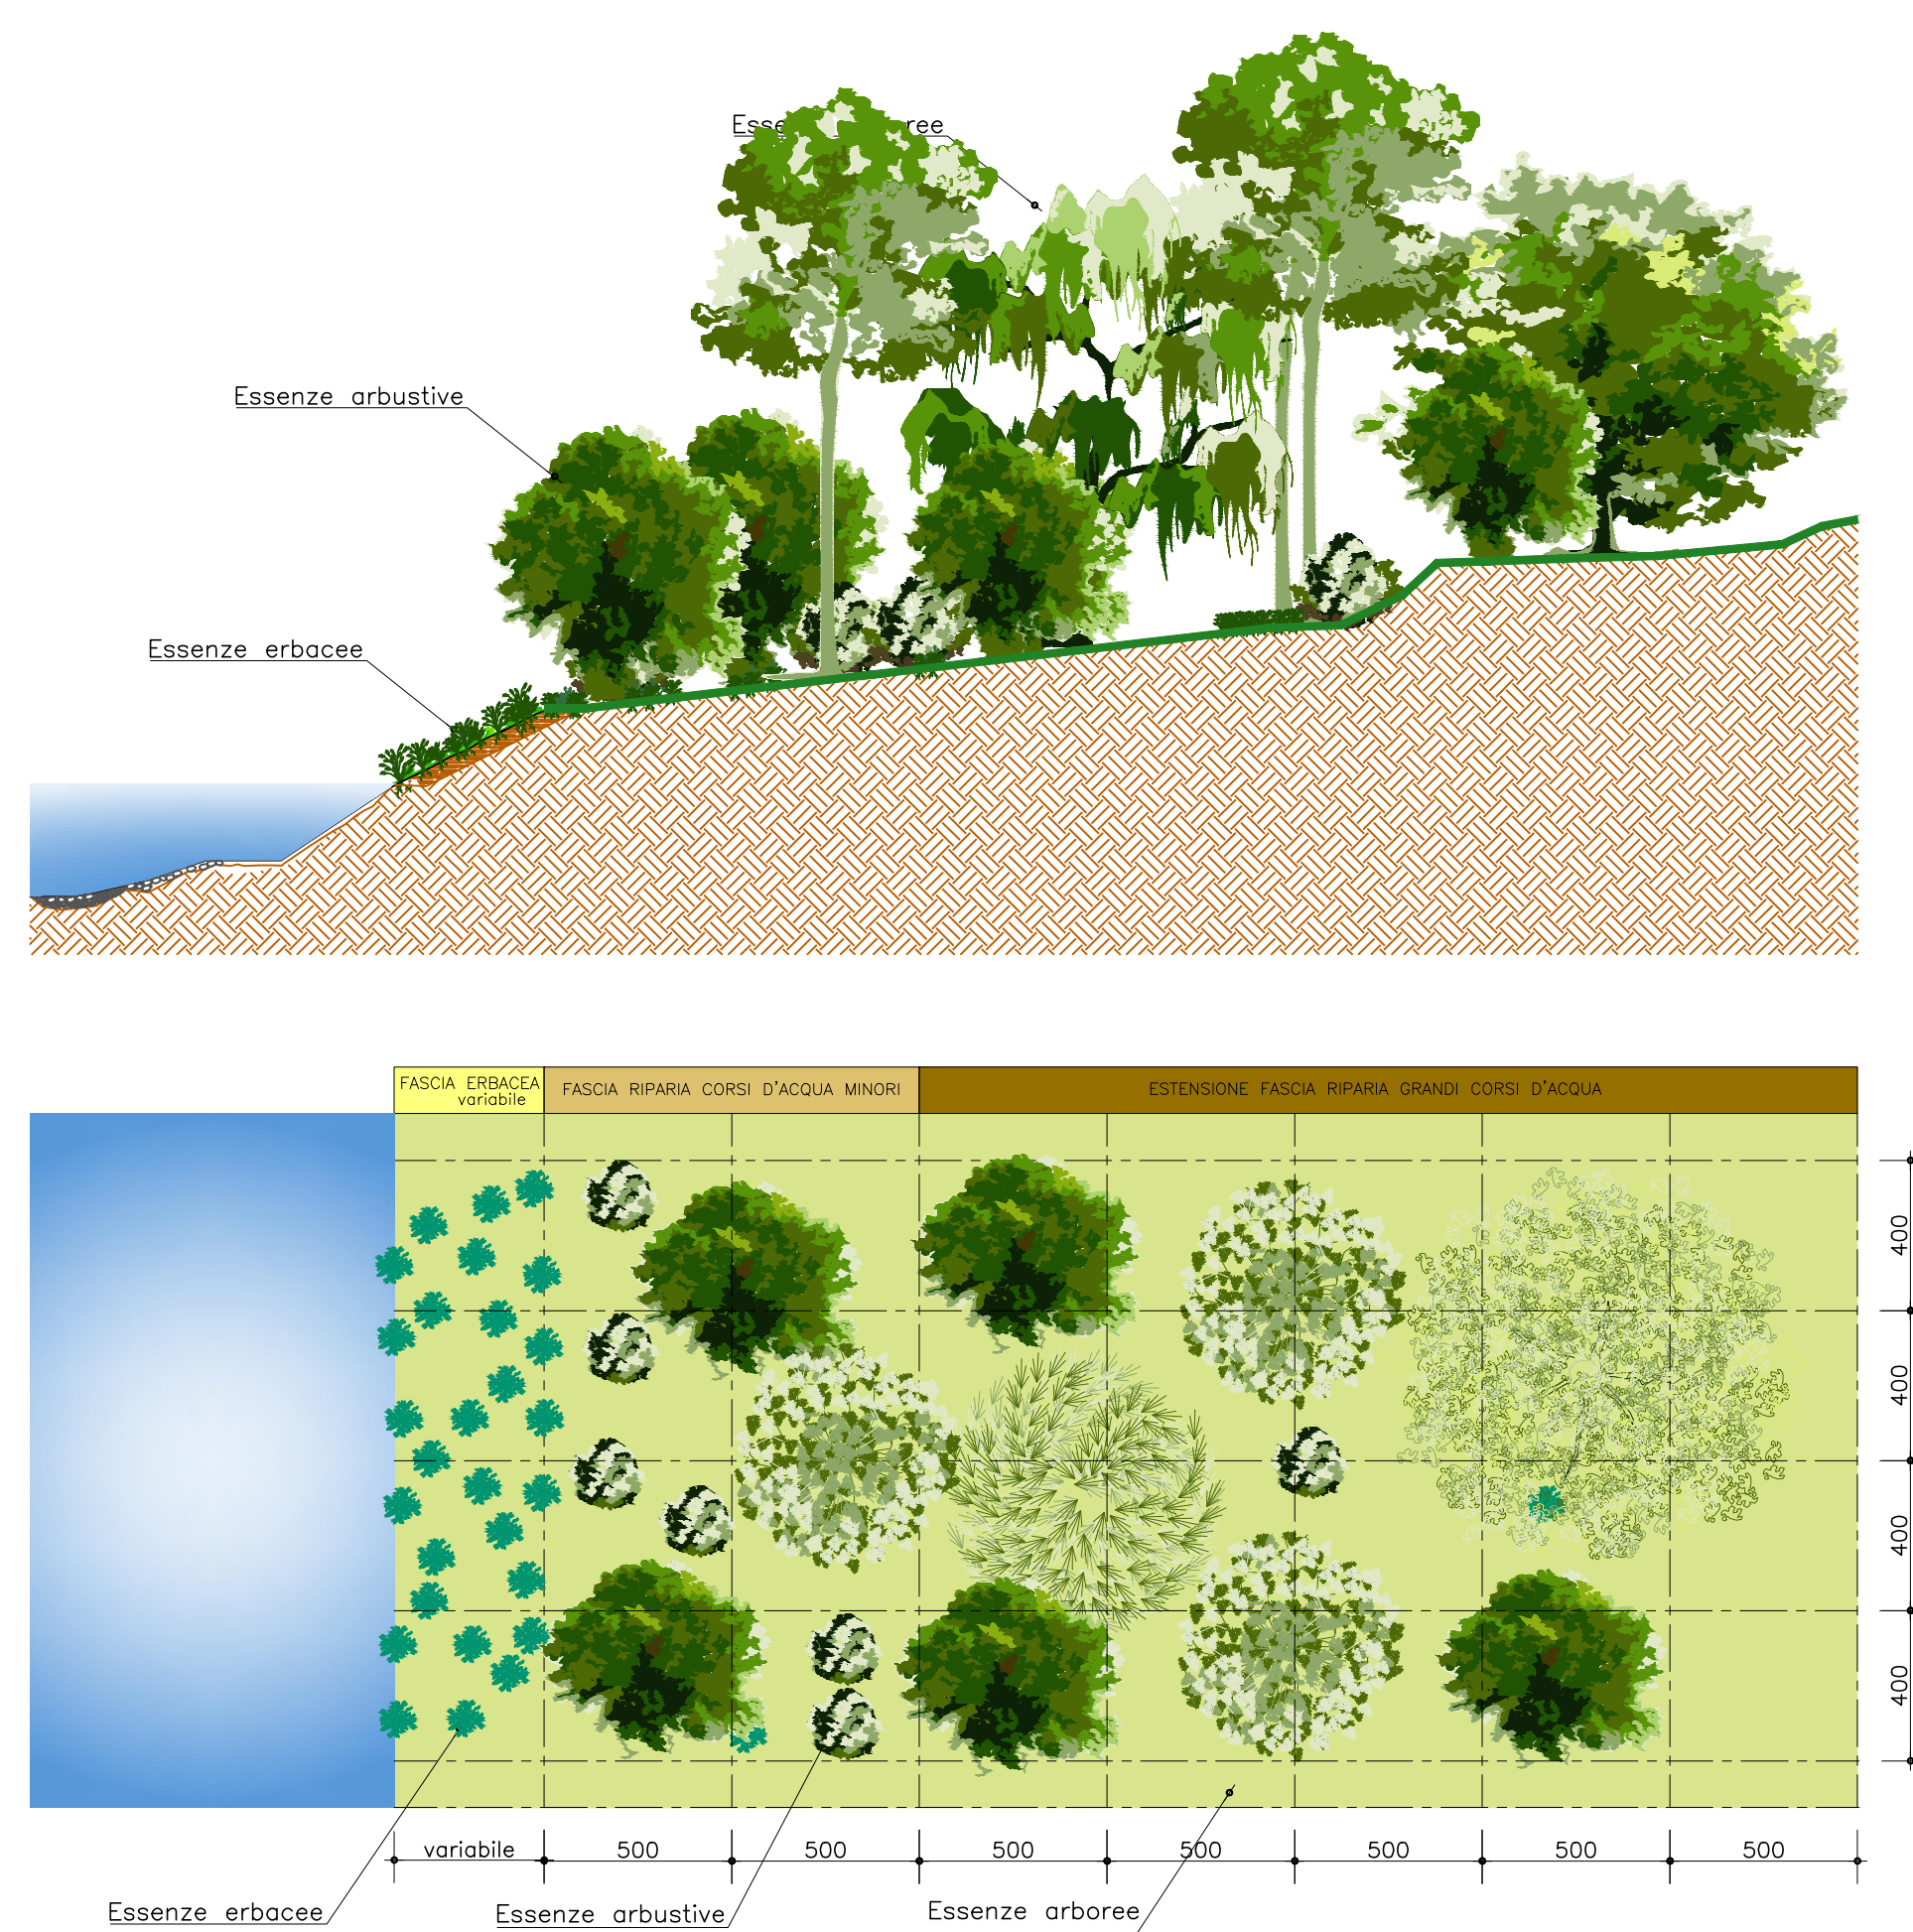 Essenze
Essenze arbustive
Essenze erbacee
FASCIA ERBACEA
variabile
FASCIA RIPARIA CORSI D'ACQUA MINORI
ESTENSIONE FASCIA RIPARIA GRANDI CORSI D'ACQUA
400
400
400
400
variabile
500
500
500
500
500
500
500
Essenze erbacee
Essenze arbustive
Essenze arboree